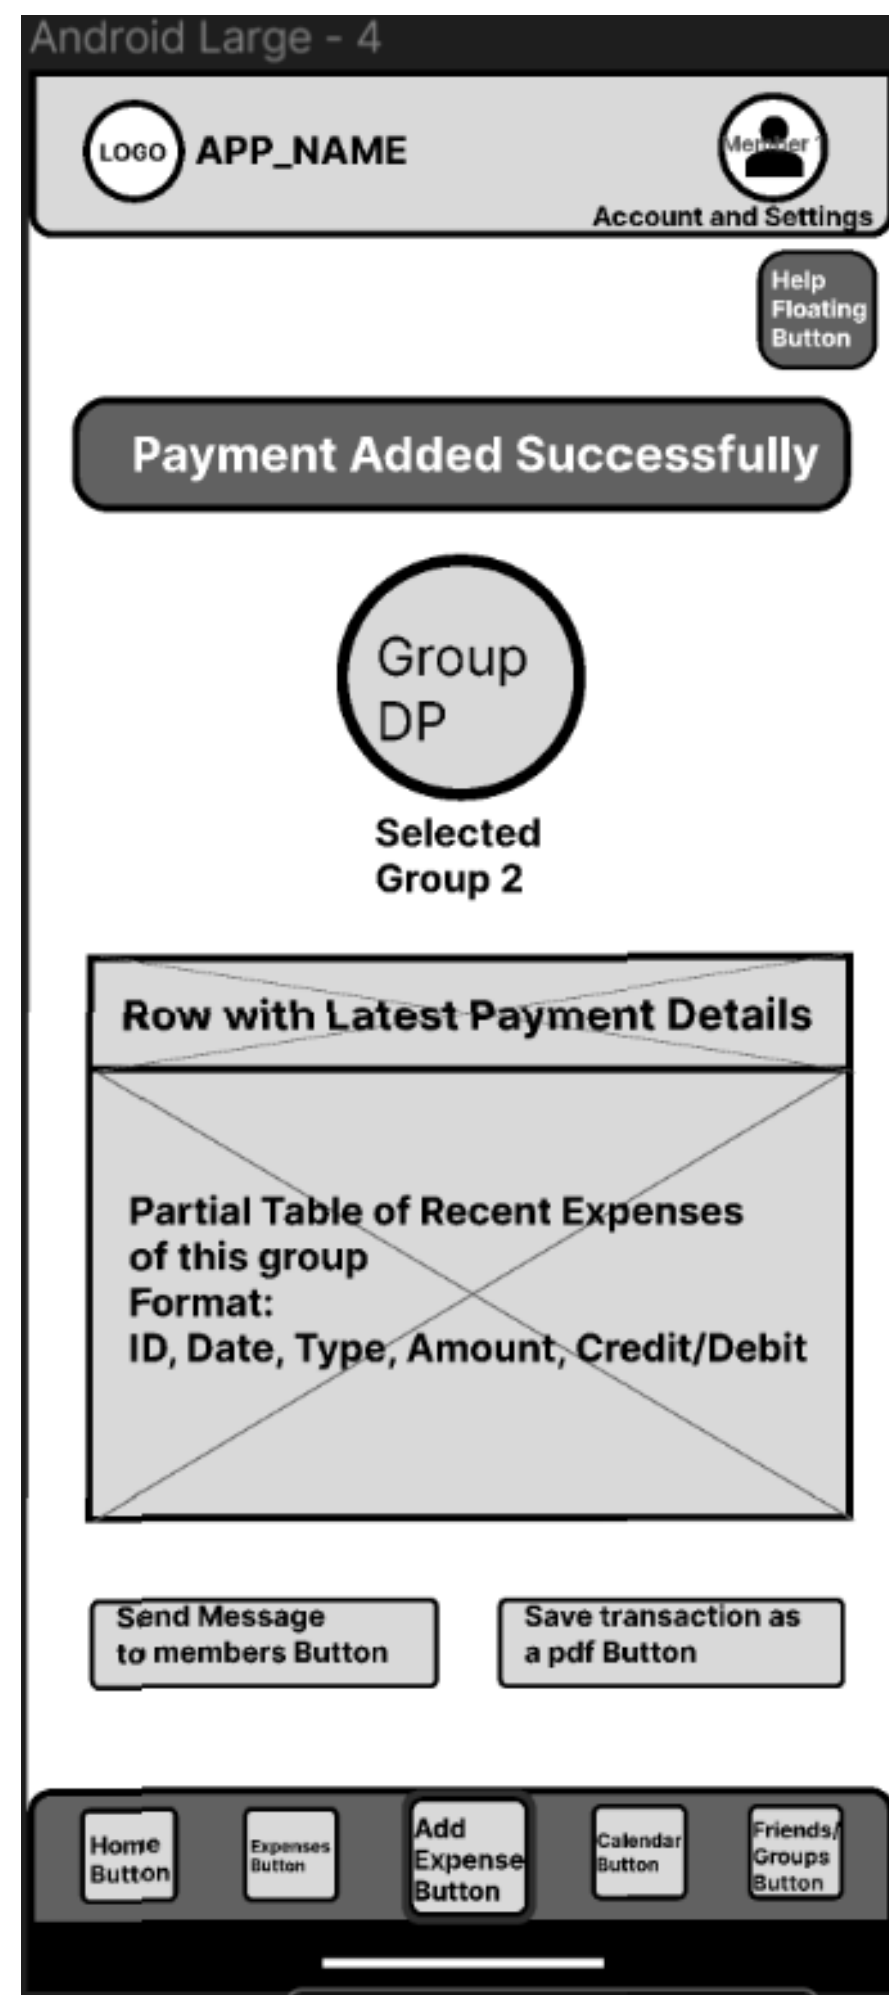 Android Large - 4
LOGO
APP_NAME
Member 1
Account and Settings
Help
Floating
Button
Payment Added Successfully
Group
DP
Selected
Group 2
Row with Latest Payment Details
Partial Table of Recent Expenses
of this group
Format:
ID, Date, Type, Amount, Credit/Debit
Send Message
to members Button
Save transaction as
a pdf Button
Home
Button
Expenses
Button
Add
Expense
Button
Calendar
Button
Friends/
Groups
Button